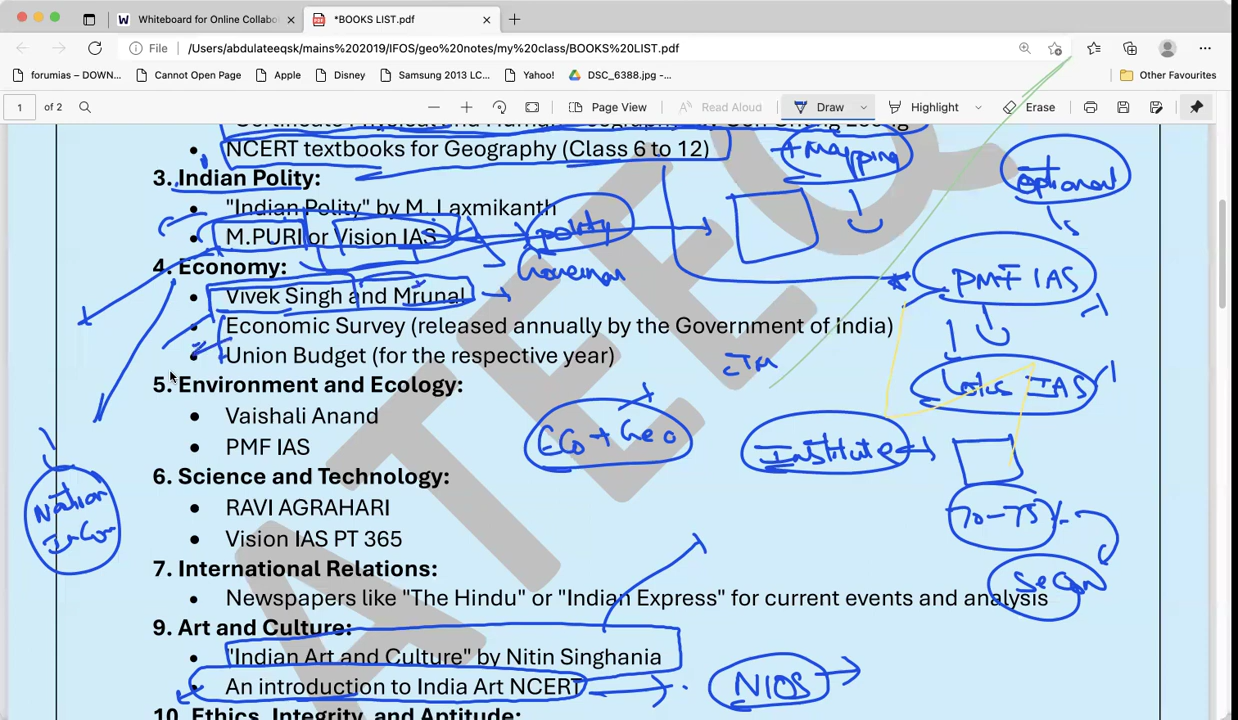 Whiteboard for Online Collabo
*BOOKS LIST.pdf
File
/Users/abdulateeqsk/mains%202019/IFOS/geo%20notes/my%20class/BOOKS%20LIST.pdf
forumias – DOWN...
Cannot Open Page
Apple
Disney
Samsung 2013 LC...
Yahoo!
DSC_6388.jpg -...
Other Favourites
1 of 2
Page View
Read Aloud
Draw
Highlight
Erase
• NCERT textbooks for Geography (Class 6 to 12)
+ mapping
optional
3. Indian Polity:
• "Indian Polity" by M. Laxmikanth
• M.PURI or Vision IAS
polity
PMF IAS
4. Economy:
• Vivek Singh and Mrunal
• Economic Survey (released annually by the Government of India)
• Union Budget (for the respective year)
5. Environment and Ecology:
• Vaishali Anand
• PMF IAS
Eco + Geo
Institute
6. Science and Technology:
• RAVI AGRAHARI
• Vision IAS PT 365
70-75%
7. International Relations:
• Newspapers like "The Hindu" or "Indian Express" for current events and analysis
9. Art and Culture:
• "Indian Art and Culture" by Nitin Singhania
• An introduction to India Art NCERT
NIOS
10. Ethics, Integrity, and Aptitude: